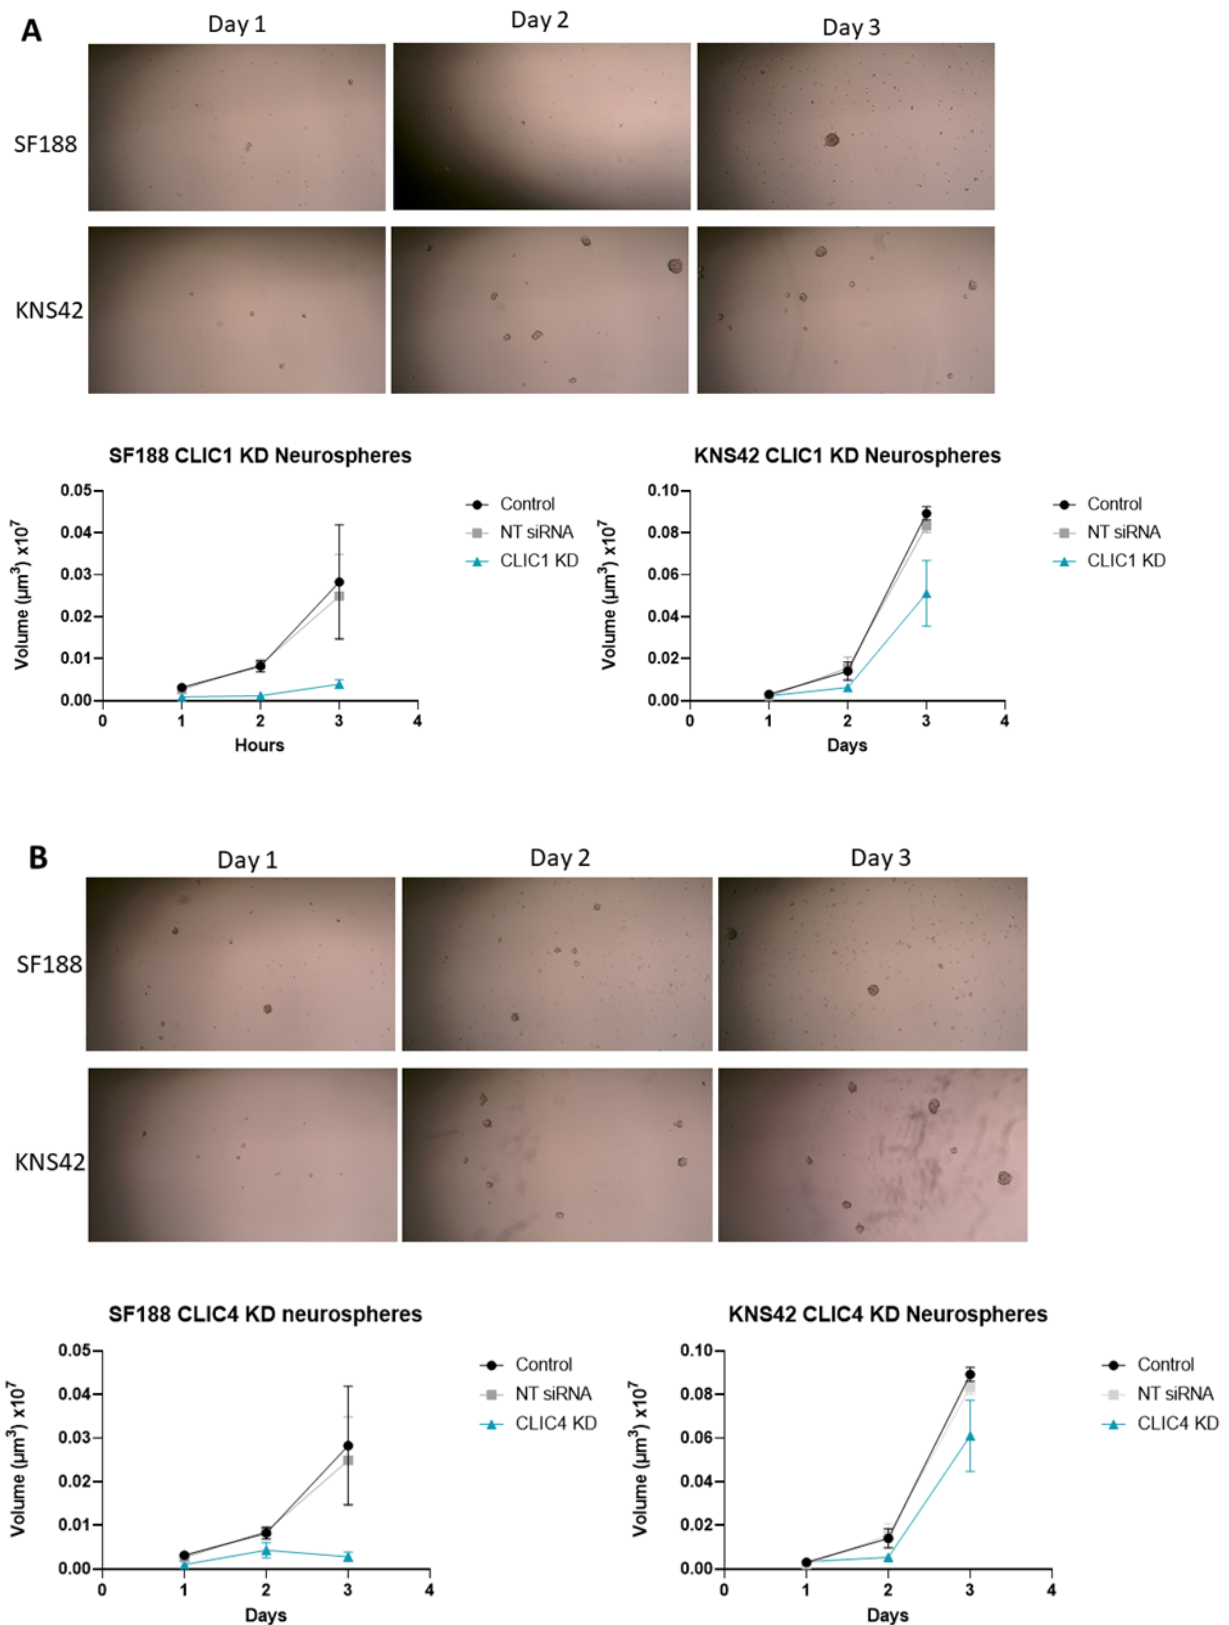 A
Day 1
Day 2
Day 3
SF188
KNS42
SF188 CLIC1 KD Neurospheres
0.05
0.04
0.03
0.02
0.01
0.00
0
1
2
3
4
Volume (µm³) x10⁷
Hours
Control
NT siRNA
CLIC1 KD
KNS42 CLIC1 KD Neurospheres
0.10
0.08
0.06
0.04
0.02
0.00
0
1
2
3
4
Volume (µm³) x10⁷
Days
Control
NT siRNA
CLIC1 KD
B
Day 1
Day 2
Day 3
SF188
KNS42
SF188 CLIC4 KD neurospheres
0.05
0.04
0.03
0.02
0.01
0.00
0
1
2
3
4
Volume (µm³) x10⁷
Days
Control
NT siRNA
CLIC4 KD
KNS42 CLIC4 KD Neurospheres
0.10
0.08
0.06
0.04
0.02
0.00
0
1
2
3
4
Volume (µm³) x10⁷
Days
Control
NT siRNA
CLIC4 KD